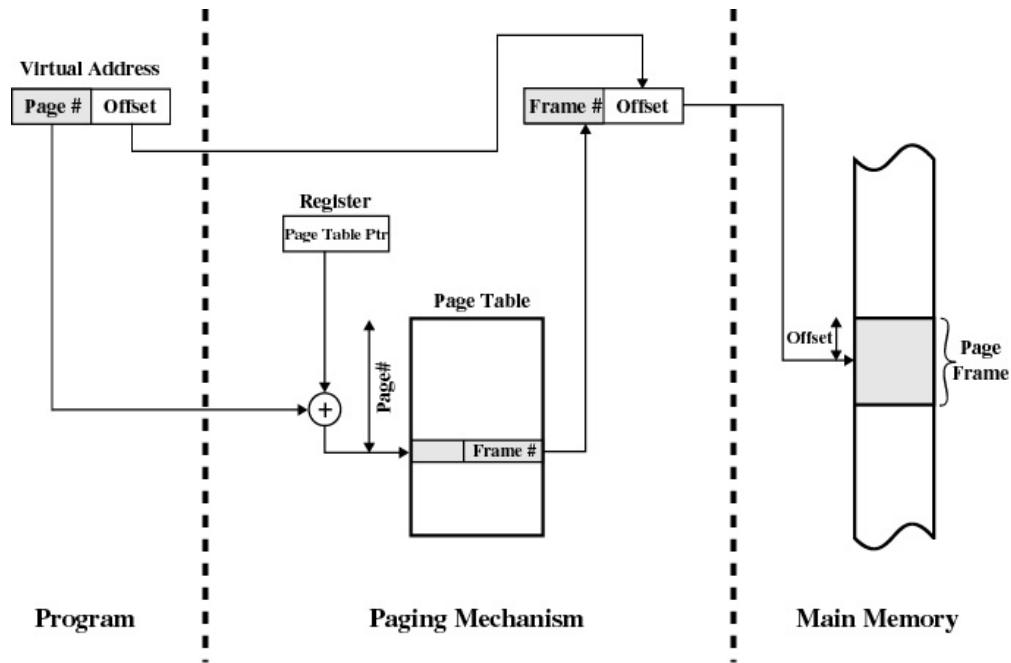 Virtual Address
Page # Offset
Frame # Offset
Register
Page Table Ptr
Page Table
Page#
Frame #
Offset
Page
Frame
Program
Paging Mechanism
Main Memory
+